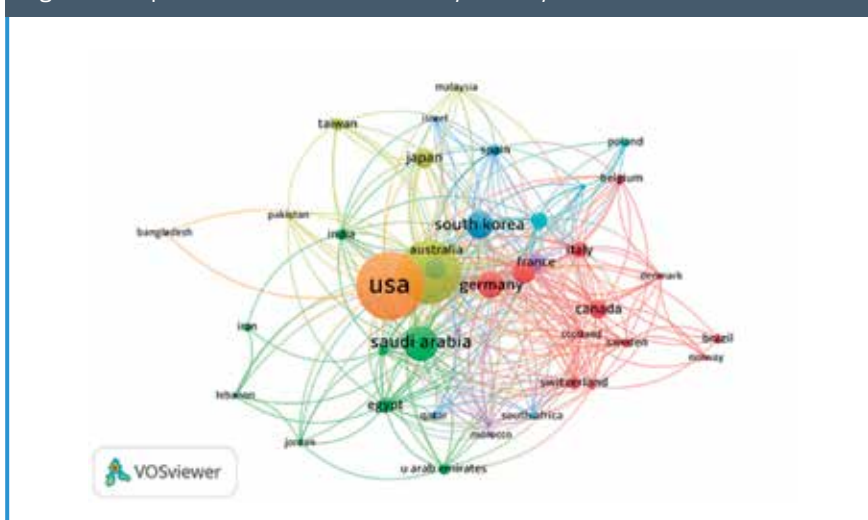 malaysia
taiwan
israel
spain
poland
japan
belgium
pakistan
south korea
bangladesh
india
australia
italy
france
denmark
usa
germany
canada
iran
scotland
brazil
saudi arabia
sweden
norway
switzerland
lebanon
egypt
qatar
south africa
morocco
jordan
u arab emirates
VOSviewer